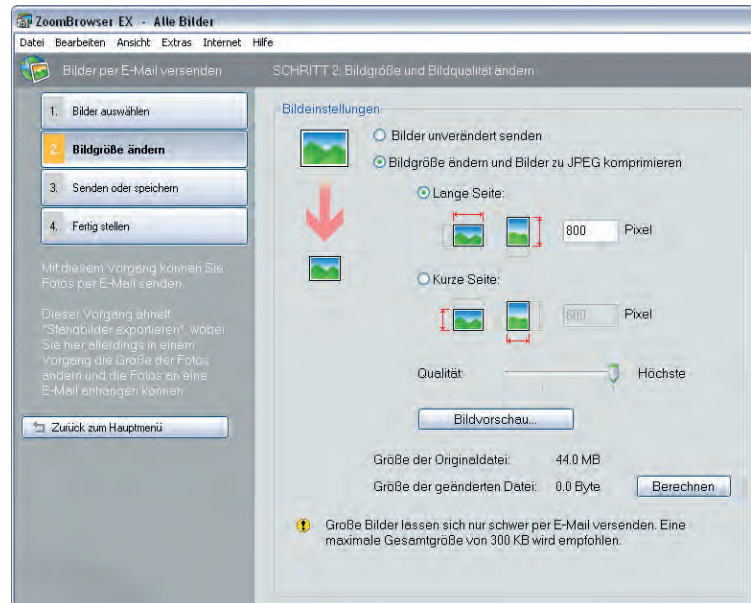 ZoomBrowser EX - Alle Bilder
Datei Bearbeiten Ansicht Extras Internet Hilfe
Bilder per E-Mail versenden
SCHRITT 2: Bildgröße und Bildqualität ändern
1. Bilder auswählen
2. Bildgröße ändern
3. Senden oder speichern
4. Fertig stellen
Mit diesem Vorgang können Sie
Fotos per E-Mail senden.
Dieser Vorgang ähnelt
"Standbilder exportieren", wobei
Sie hier allerdings in einem
Vorgang die Größe der Fotos
ändern und die Fotos an eine
E-Mail anhängen können.
Zurück zum Hauptmenü
Bildeinstellungen
Bilder unverändert senden
Bildgröße ändern und Bilder zu JPEG komprimieren
Lange Seite:
800 Pixel
Kurze Seite:
600 Pixel
Qualität: Höchste
Bildvorschau...
Größe der Originaldatei: 44.0 MB
Größe der geänderten Datei: 0.0 Byte Berechnen
Große Bilder lassen sich nur schwer per E-Mail versenden. Eine
maximale Gesamtgröße von 300 KB wird empfohlen.